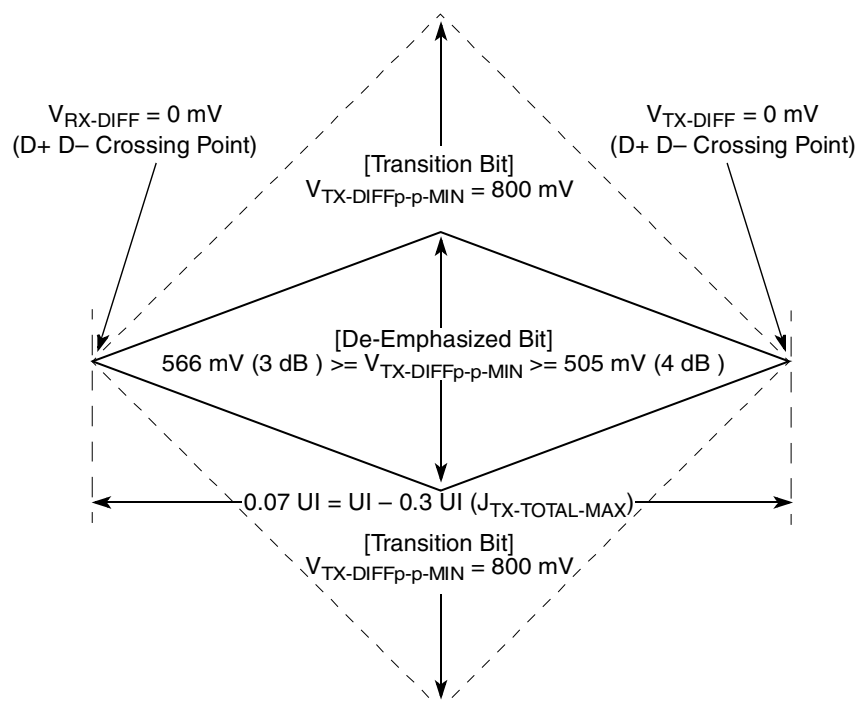 V_RX-DIFF = 0 mV
(D+ D– Crossing Point)
V_TX-DIFF = 0 mV
(D+ D– Crossing Point)
[Transition Bit]
V_TX-DIFFp-p-MIN = 800 mV
[De-Emphasized Bit]
566 mV (3 dB ) >= V_TX-DIFFp-p-MIN >= 505 mV (4 dB )
0.07 UI = UI – 0.3 UI (J_TX-TOTAL-MAX)
[Transition Bit]
V_TX-DIFFp-p-MIN = 800 mV